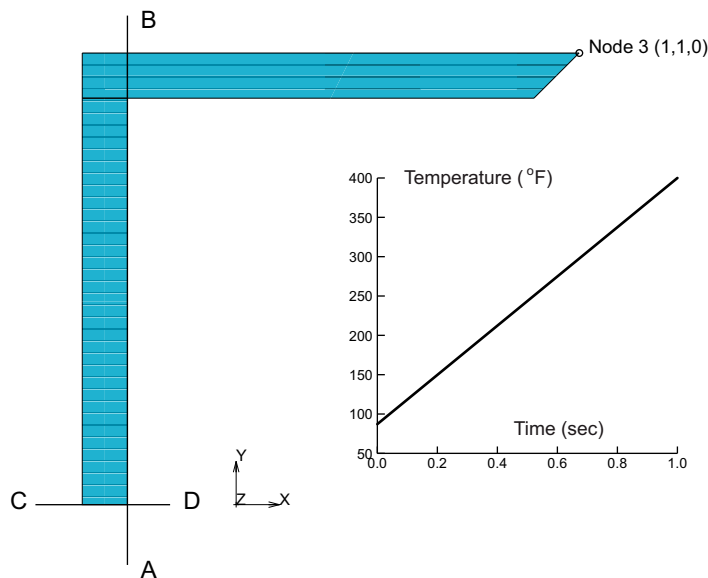 B
Node 3 (1,1,0)
Temperature (°F)
400
350
300
250
200
150
100
50
Time (sec)
0.0 0.2 0.4 0.6 0.8 1.0
Y
Z X
C D
A